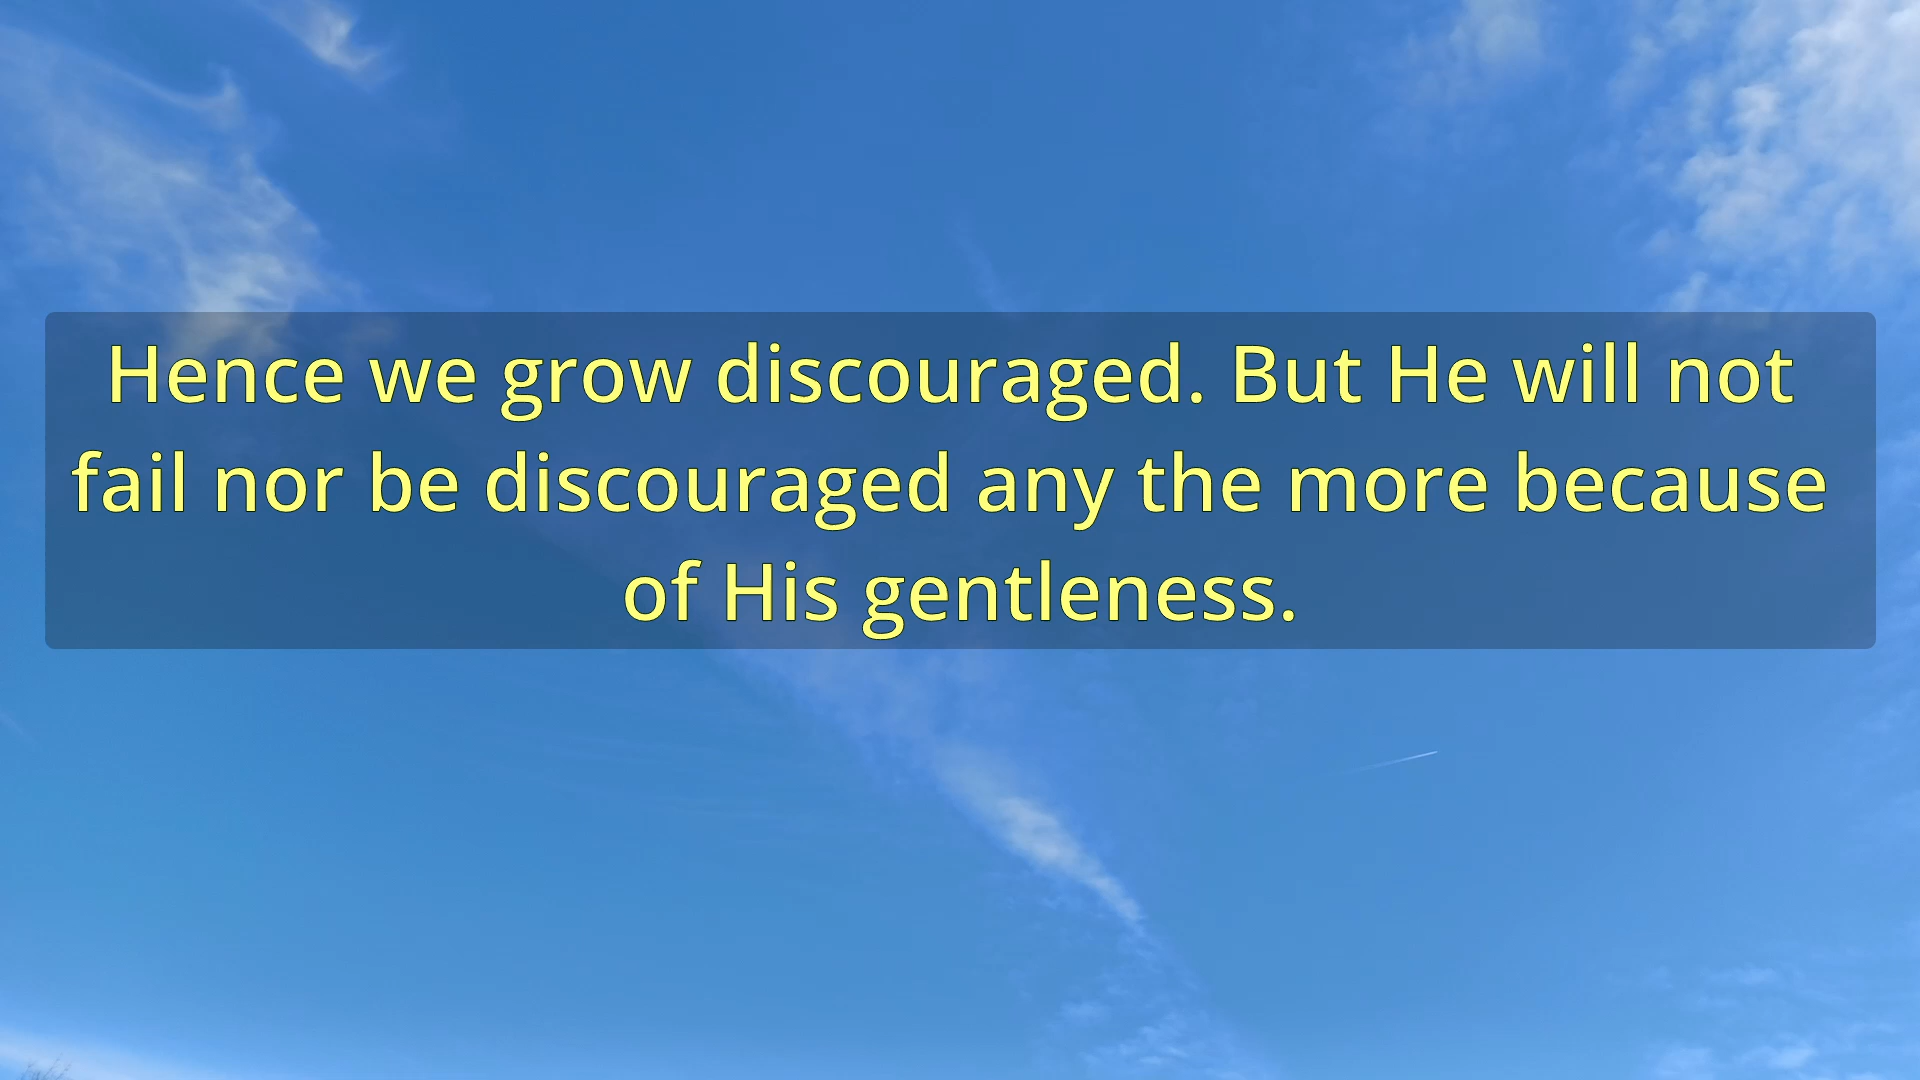 Hence we grow discouraged. But He will not
fail nor be discouraged any the more because
of His gentleness.